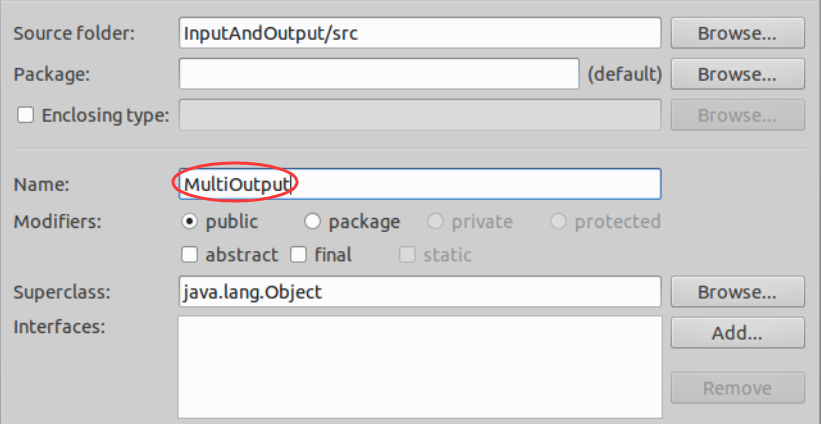 Source folder: InputAndOutput/src Browse...
Package: (default) Browse...
Enclosing type: Browse...
Name: MultiOutput
Modifiers: public package private protected
abstract final static
Superclass: java.lang.Object Browse...
Interfaces: Add...
Remove